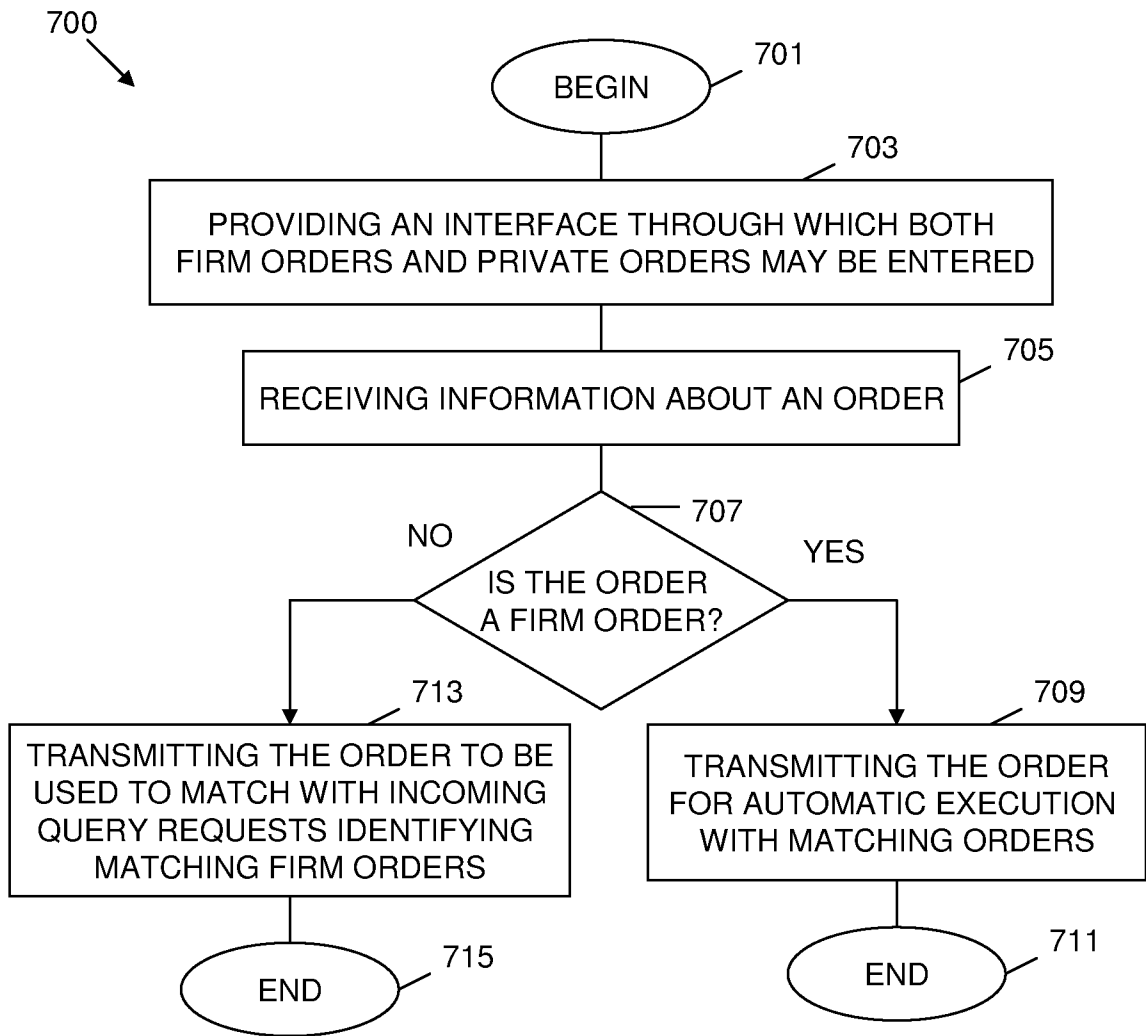 700
701
BEGIN
703
PROVIDING AN INTERFACE THROUGH WHICH BOTH
FIRM ORDERS AND PRIVATE ORDERS MAY BE ENTERED
705
RECEIVING INFORMATION ABOUT AN ORDER
707
NO
YES
IS THE ORDER
A FIRM ORDER?
713
TRANSMITTING THE ORDER TO BE
USED TO MATCH WITH INCOMING
QUERY REQUESTS IDENTIFYING
MATCHING FIRM ORDERS
709
TRANSMITTING THE ORDER
FOR AUTOMATIC EXECUTION
WITH MATCHING ORDERS
715
END
711
END